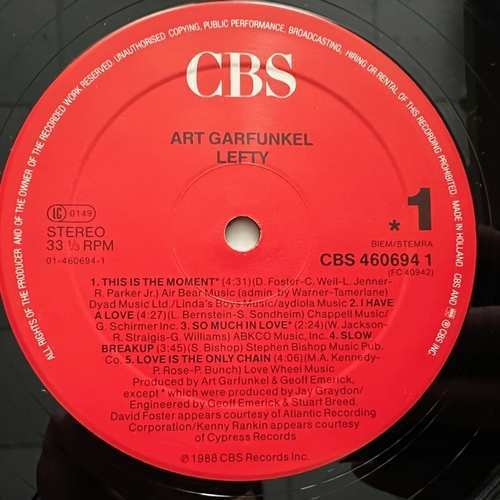 ALL RIGHTS OF THE PRODUCER AND OF THE OWNER OF THE RECORDED WORK RESERVED. UNAUTHORISED COPYING, PUBLIC PERFORMANCE, BROADCASTING, HIRING OR RENTAL OF THIS RECORDING PROHIBITED. MADE IN HOLLAND. CBS AND ® CBS INC.
CBS
ART GARFUNKEL
LEFTY
IC 0149
STEREO
33 ⅓ RPM
01-460694-1
* 1
BIEM/STEMRA
CBS 460694 1
(FC 40942)
1. THIS IS THE MOMENT* (4:31)(D. Foster-C. Weil-L. Jenner-
R. Parker Jr.) Air Bear Music (admin. by Warner-Tamerlane)
Dyad Music Ltd/Linda's Boys Music/aydiola Music 2. I HAVE
A LOVE (4:27)(L. Bernstein-S. Sondheim) Chappell Music/
G. Schirmer Inc. 3. SO MUCH IN LOVE* (2:24)(W. Jackson-
R. Straigis-G. Williams) ABKCO Music, Inc. 4. SLOW
BREAKUP (3:45)(S. Bishop) Stephen Bishop Music Pub.
Co. 5. LOVE IS THE ONLY CHAIN (4:06)(M.A. Kennedy-
P. Rose-P. Bunch) Love Wheel Music
Produced by Art Garfunkel & Geoff Emerick,
except * which were produced by Jay Graydon/
Engineered by Geoff Emerick & Stuart Breed.
David Foster appears courtesy of Atlantic Recording
Corporation/Kenny Rankin appears courtesy
of Cypress Records
℗ 1988 CBS Records Inc.